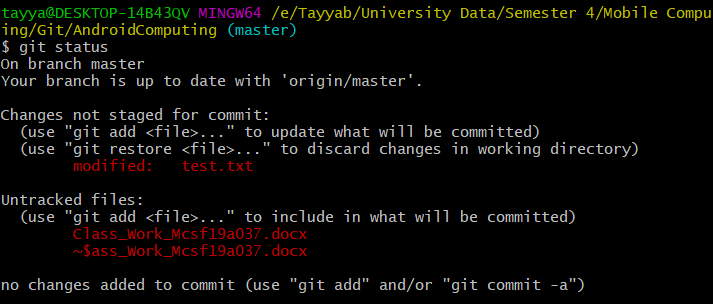 tayya@DESKTOP-14B43QV MINGW64 /e/Tayyab/University Data/Semester 4/Mobile Compu
ing/Git/AndroidComputing (master)
$ git status
On branch master
Your branch is up to date with 'origin/master'.
Changes not staged for commit:
(use "git add <file>..." to update what will be committed)
(use "git restore <file>..." to discard changes in working directory)
modified:   test.txt
Untracked files:
(use "git add <file>..." to include in what will be committed)
Class_Work_Mcsf19a037.docx
~$ass_Work_Mcsf19a037.docx
no changes added to commit (use "git add" and/or "git commit -a")